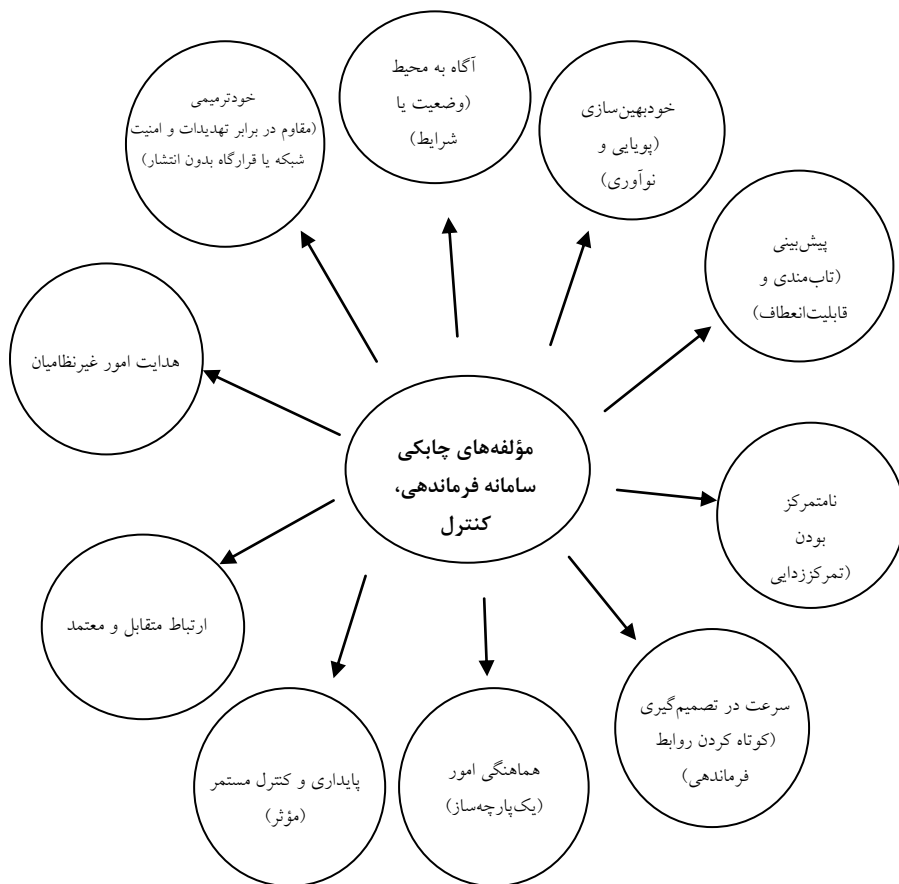 آگاه به محیط
(وضعیت یا
شرایط)
خودبهین‌سازی
(پویایی و
نوآوری)
پیش‌بینی
(تاب‌مندی و
قابلیت‌انعطاف)
نامتمرکز
بودن
(تمرکززدایی
سرعت در تصمیم‌گیری
(کوتاه کردن روابط
فرماندهی)
هماهنگی امور
(یک‌پارچه‌ساز)
پایداری و کنترل مستمر
(مؤثر)
ارتباط متقابل و معتمد
هدایت امور غیرنظامیان
خودترمیمی
(مقاوم در برابر تهدیدات و امنیت
شبکه یا قرارگاه بدون انتشار)
مؤلفه‌های چابکی
سامانه فرماندهی،
کنترل